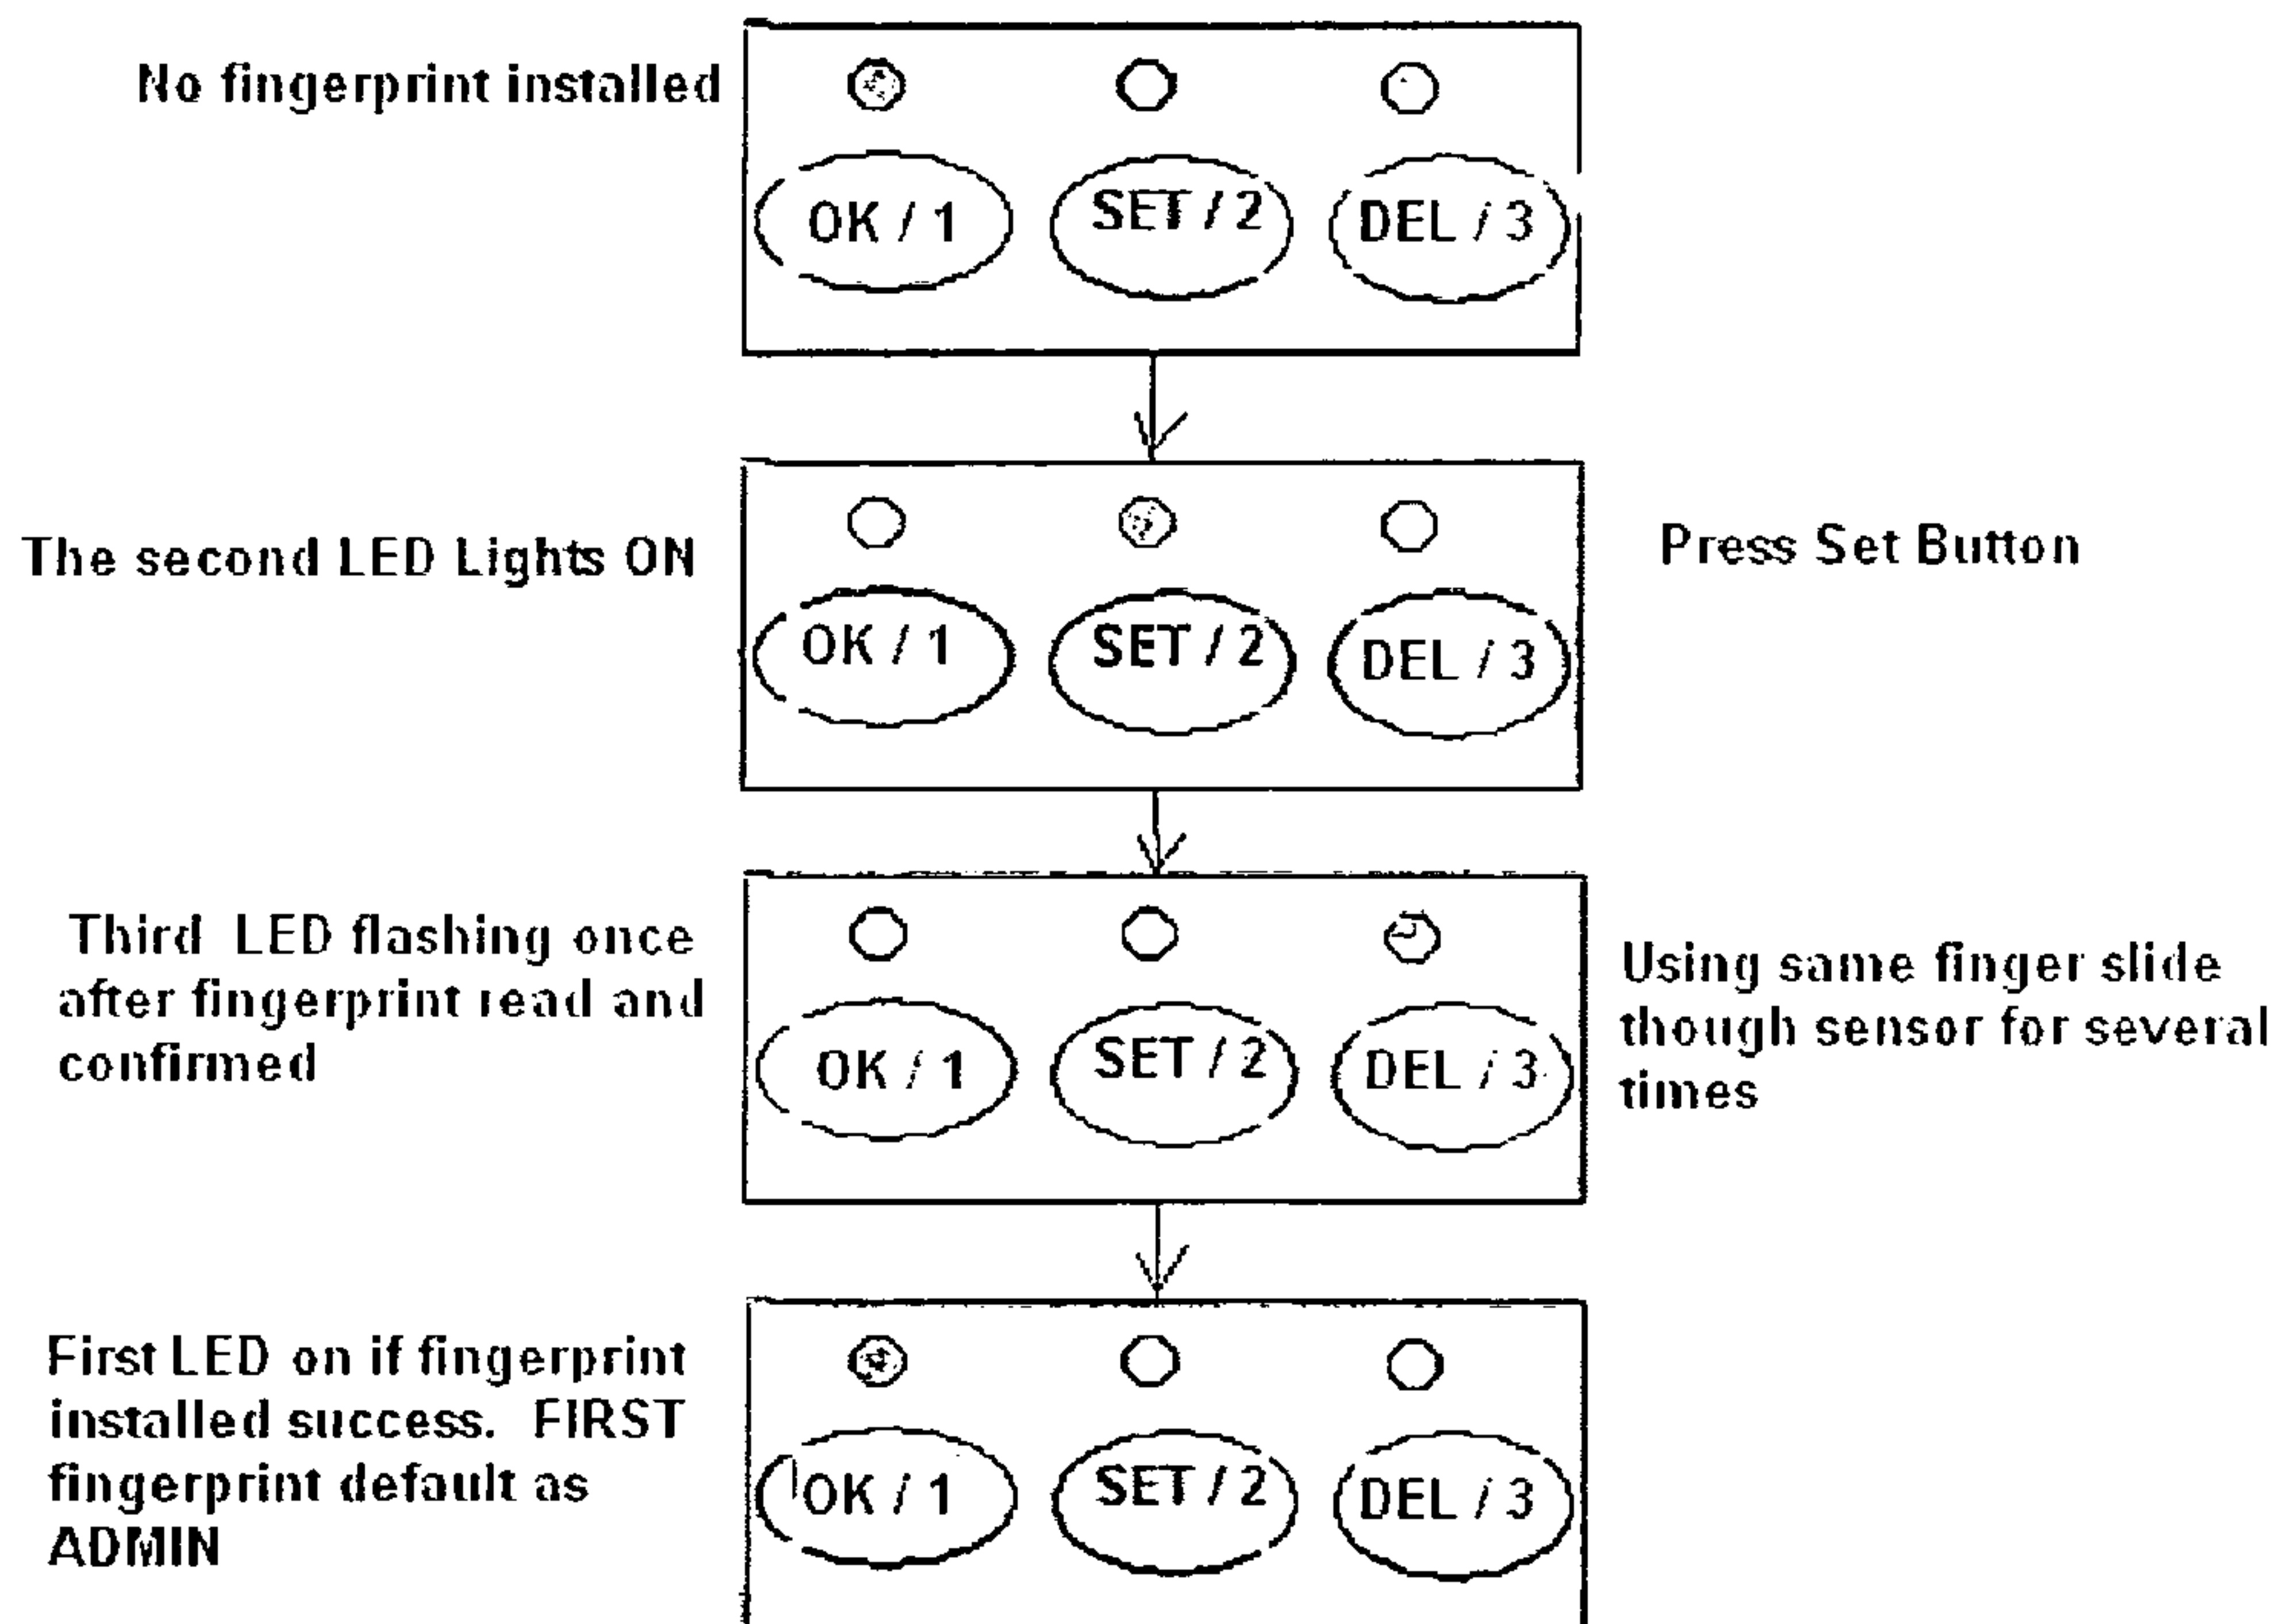 No fingerprint installed
OK / 1 SET / 2 DEL / 3
The second LED Lights ON
Press Set Button
OK / 1 SET / 2 DEL / 3
Third LED flashing once
after fingerprint read and
confirmed
OK / 1 SET / 2 DEL / 3
Using same finger slide
though sensor for several
times
First LED on if fingerprint
installed success. FIRST
fingerprint default as
ADMIN
OK / 1 SET / 2 DEL / 3